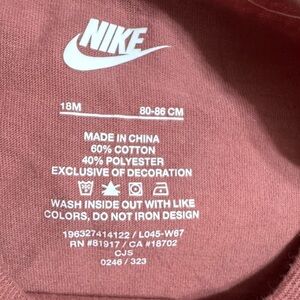 NIKE
18M 80-86 CM
MADE IN CHINA
60% COTTON
40% POLYESTER
EXCLUSIVE OF DECORATION
WASH INSIDE OUT WITH LIKE
COLORS, DO NOT IRON DESIGN
196327414122 / L045-W87
RN #81917 / CA #18702
CJS
0246 / 323